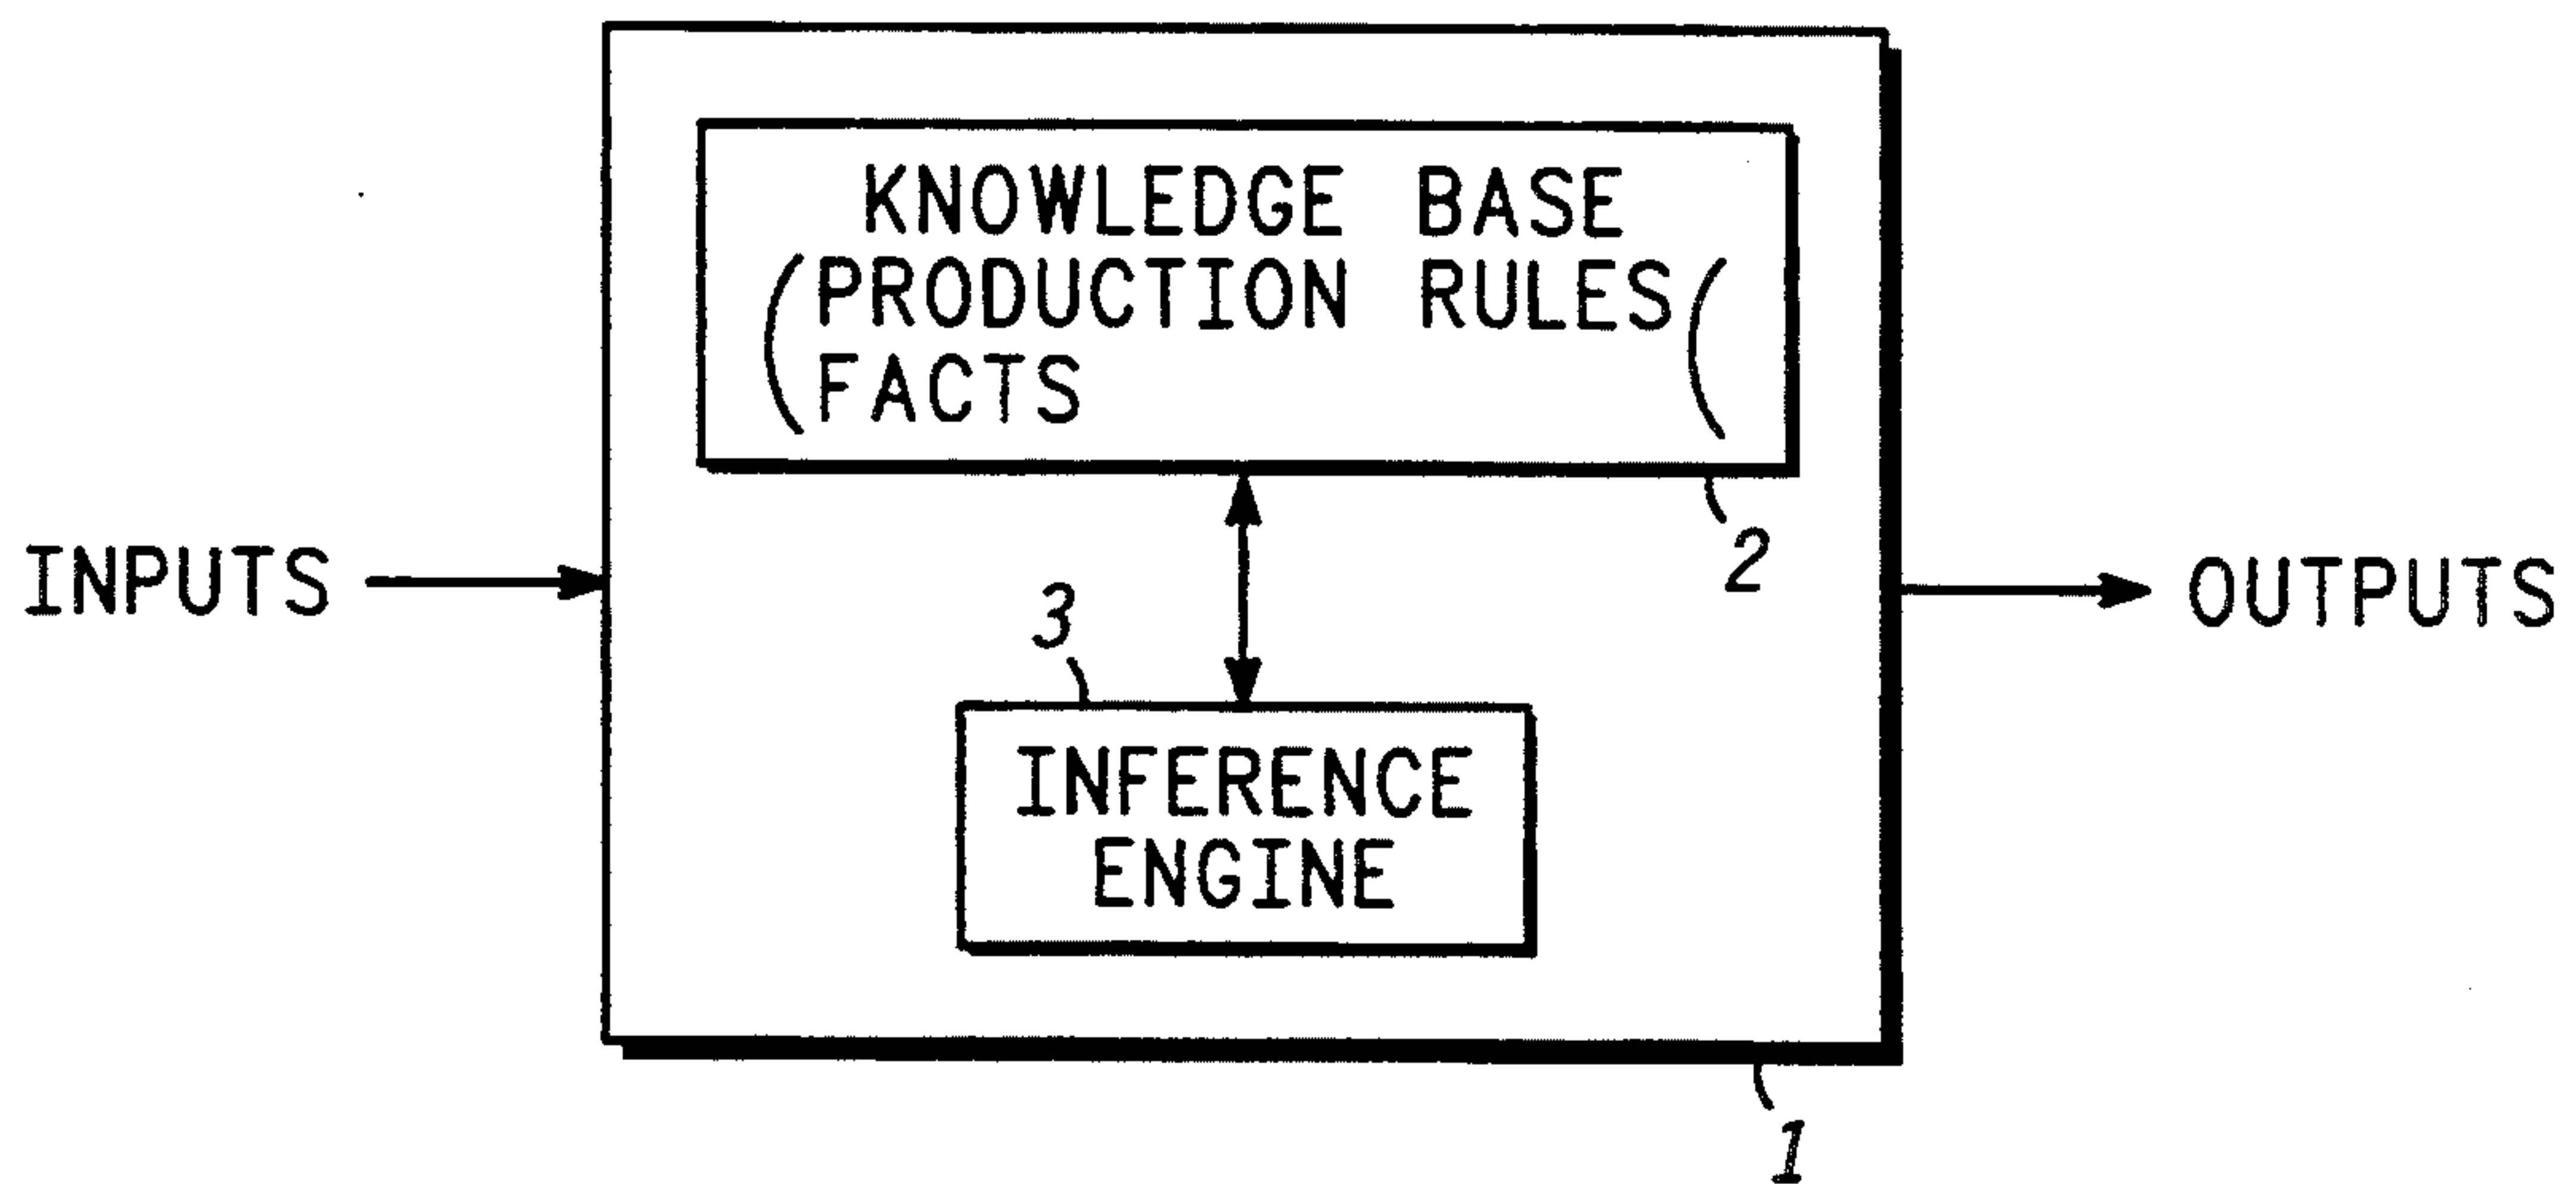 KNOWLEDGE BASE
(PRODUCTION RULES(
FACTS
2
INPUTS
OUTPUTS
3
INFERENCE
ENGINE
1